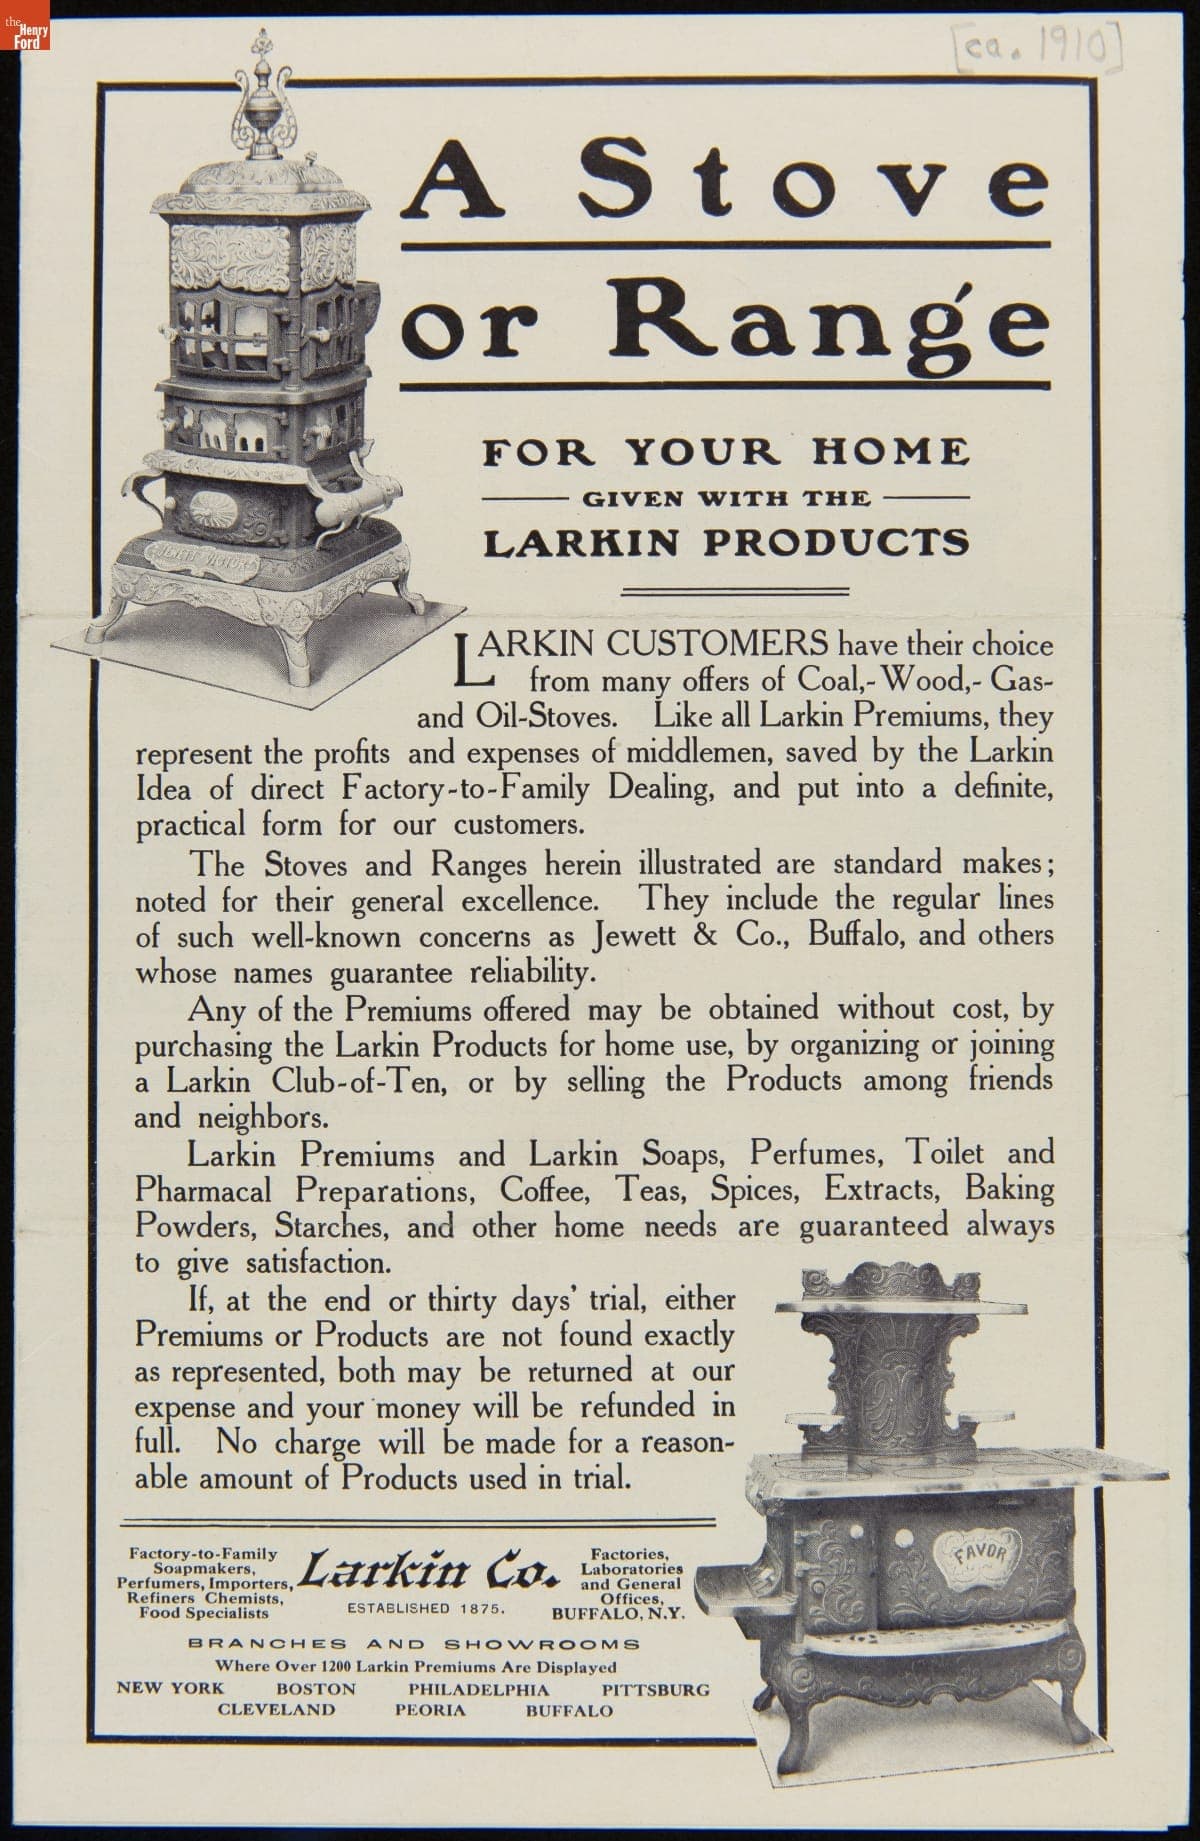 the
Henry
Ford
[ca. 1910]
A Stove
or Range
FOR YOUR HOME
GIVEN WITH THE
LARKIN PRODUCTS
JEWETT VICTOR
LARKIN CUSTOMERS have their choice
from many offers of Coal,- Wood,- Gas-
and Oil-Stoves. Like all Larkin Premiums, they
represent the profits and expenses of middlemen, saved by the Larkin
Idea of direct Factory-to-Family Dealing, and put into a definite,
practical form for our customers.
The Stoves and Ranges herein illustrated are standard makes;
noted for their general excellence. They include the regular lines
of such well-known concerns as Jewett & Co., Buffalo, and others
whose names guarantee reliability.
Any of the Premiums offered may be obtained without cost, by
purchasing the Larkin Products for home use, by organizing or joining
a Larkin Club-of-Ten, or by selling the Products among friends
and neighbors.
Larkin Premiums and Larkin Soaps, Perfumes, Toilet and
Pharmacal Preparations, Coffee, Teas, Spices, Extracts, Baking
Powders, Starches, and other home needs are guaranteed always
to give satisfaction.
If, at the end or thirty days' trial, either
Premiums or Products are not found exactly
as represented, both may be returned at our
expense and your money will be refunded in
full. No charge will be made for a reason-
able amount of Products used in trial.
FAVOR
Factory-to-Family
Soapmakers,
Perfumers, Importers,
Refiners Chemists,
Food Specialists
Larkin Co.
ESTABLISHED 1875.
Factories,
Laboratories
and General
Offices,
BUFFALO, N.Y.
BRANCHES AND SHOWROOMS
Where Over 1200 Larkin Premiums Are Displayed
NEW YORK BOSTON PHILADELPHIA PITTSBURG
CLEVELAND PEORIA BUFFALO